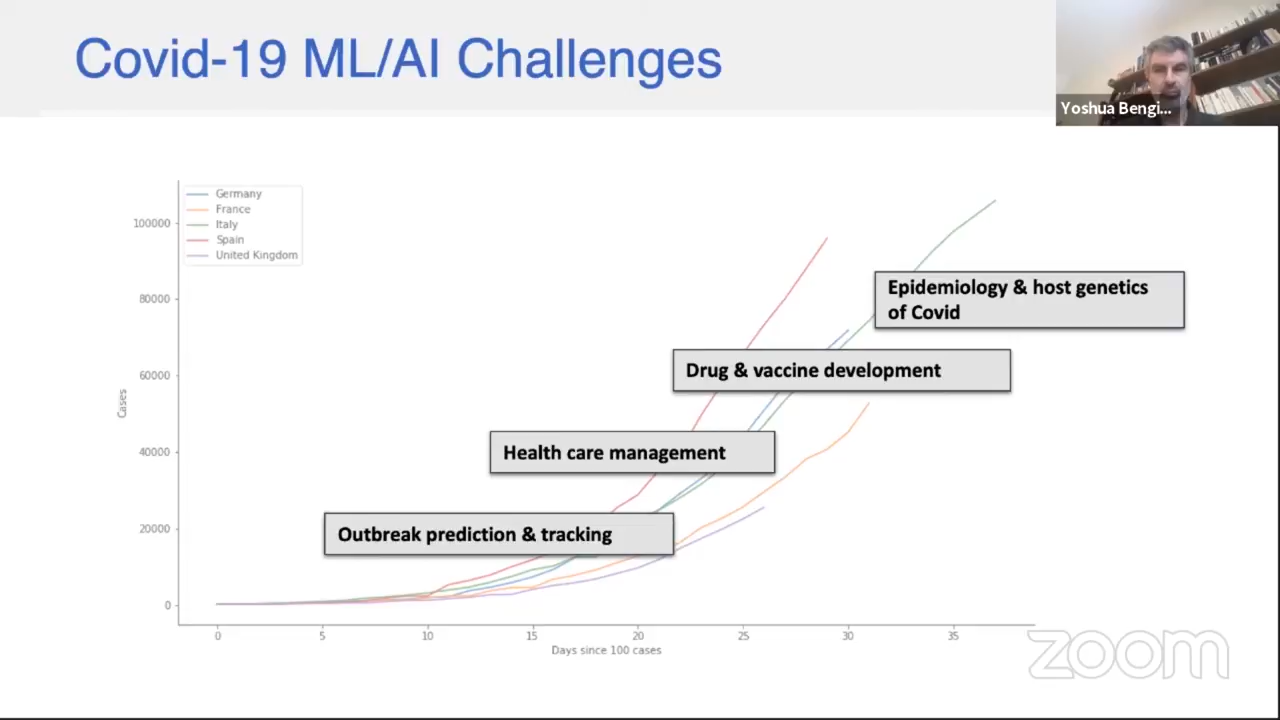 Covid-19 ML/AI Challenges
Yoshua Bengi...
Germany
France
Italy
Spain
United Kingdom
100000
80000
60000
40000
20000
0
Cases
Epidemiology & host genetics
of Covid
Drug & vaccine development
Health care management
Outbreak prediction & tracking
0 5 10 15 20 25 30 35
Days since 100 cases
zoom